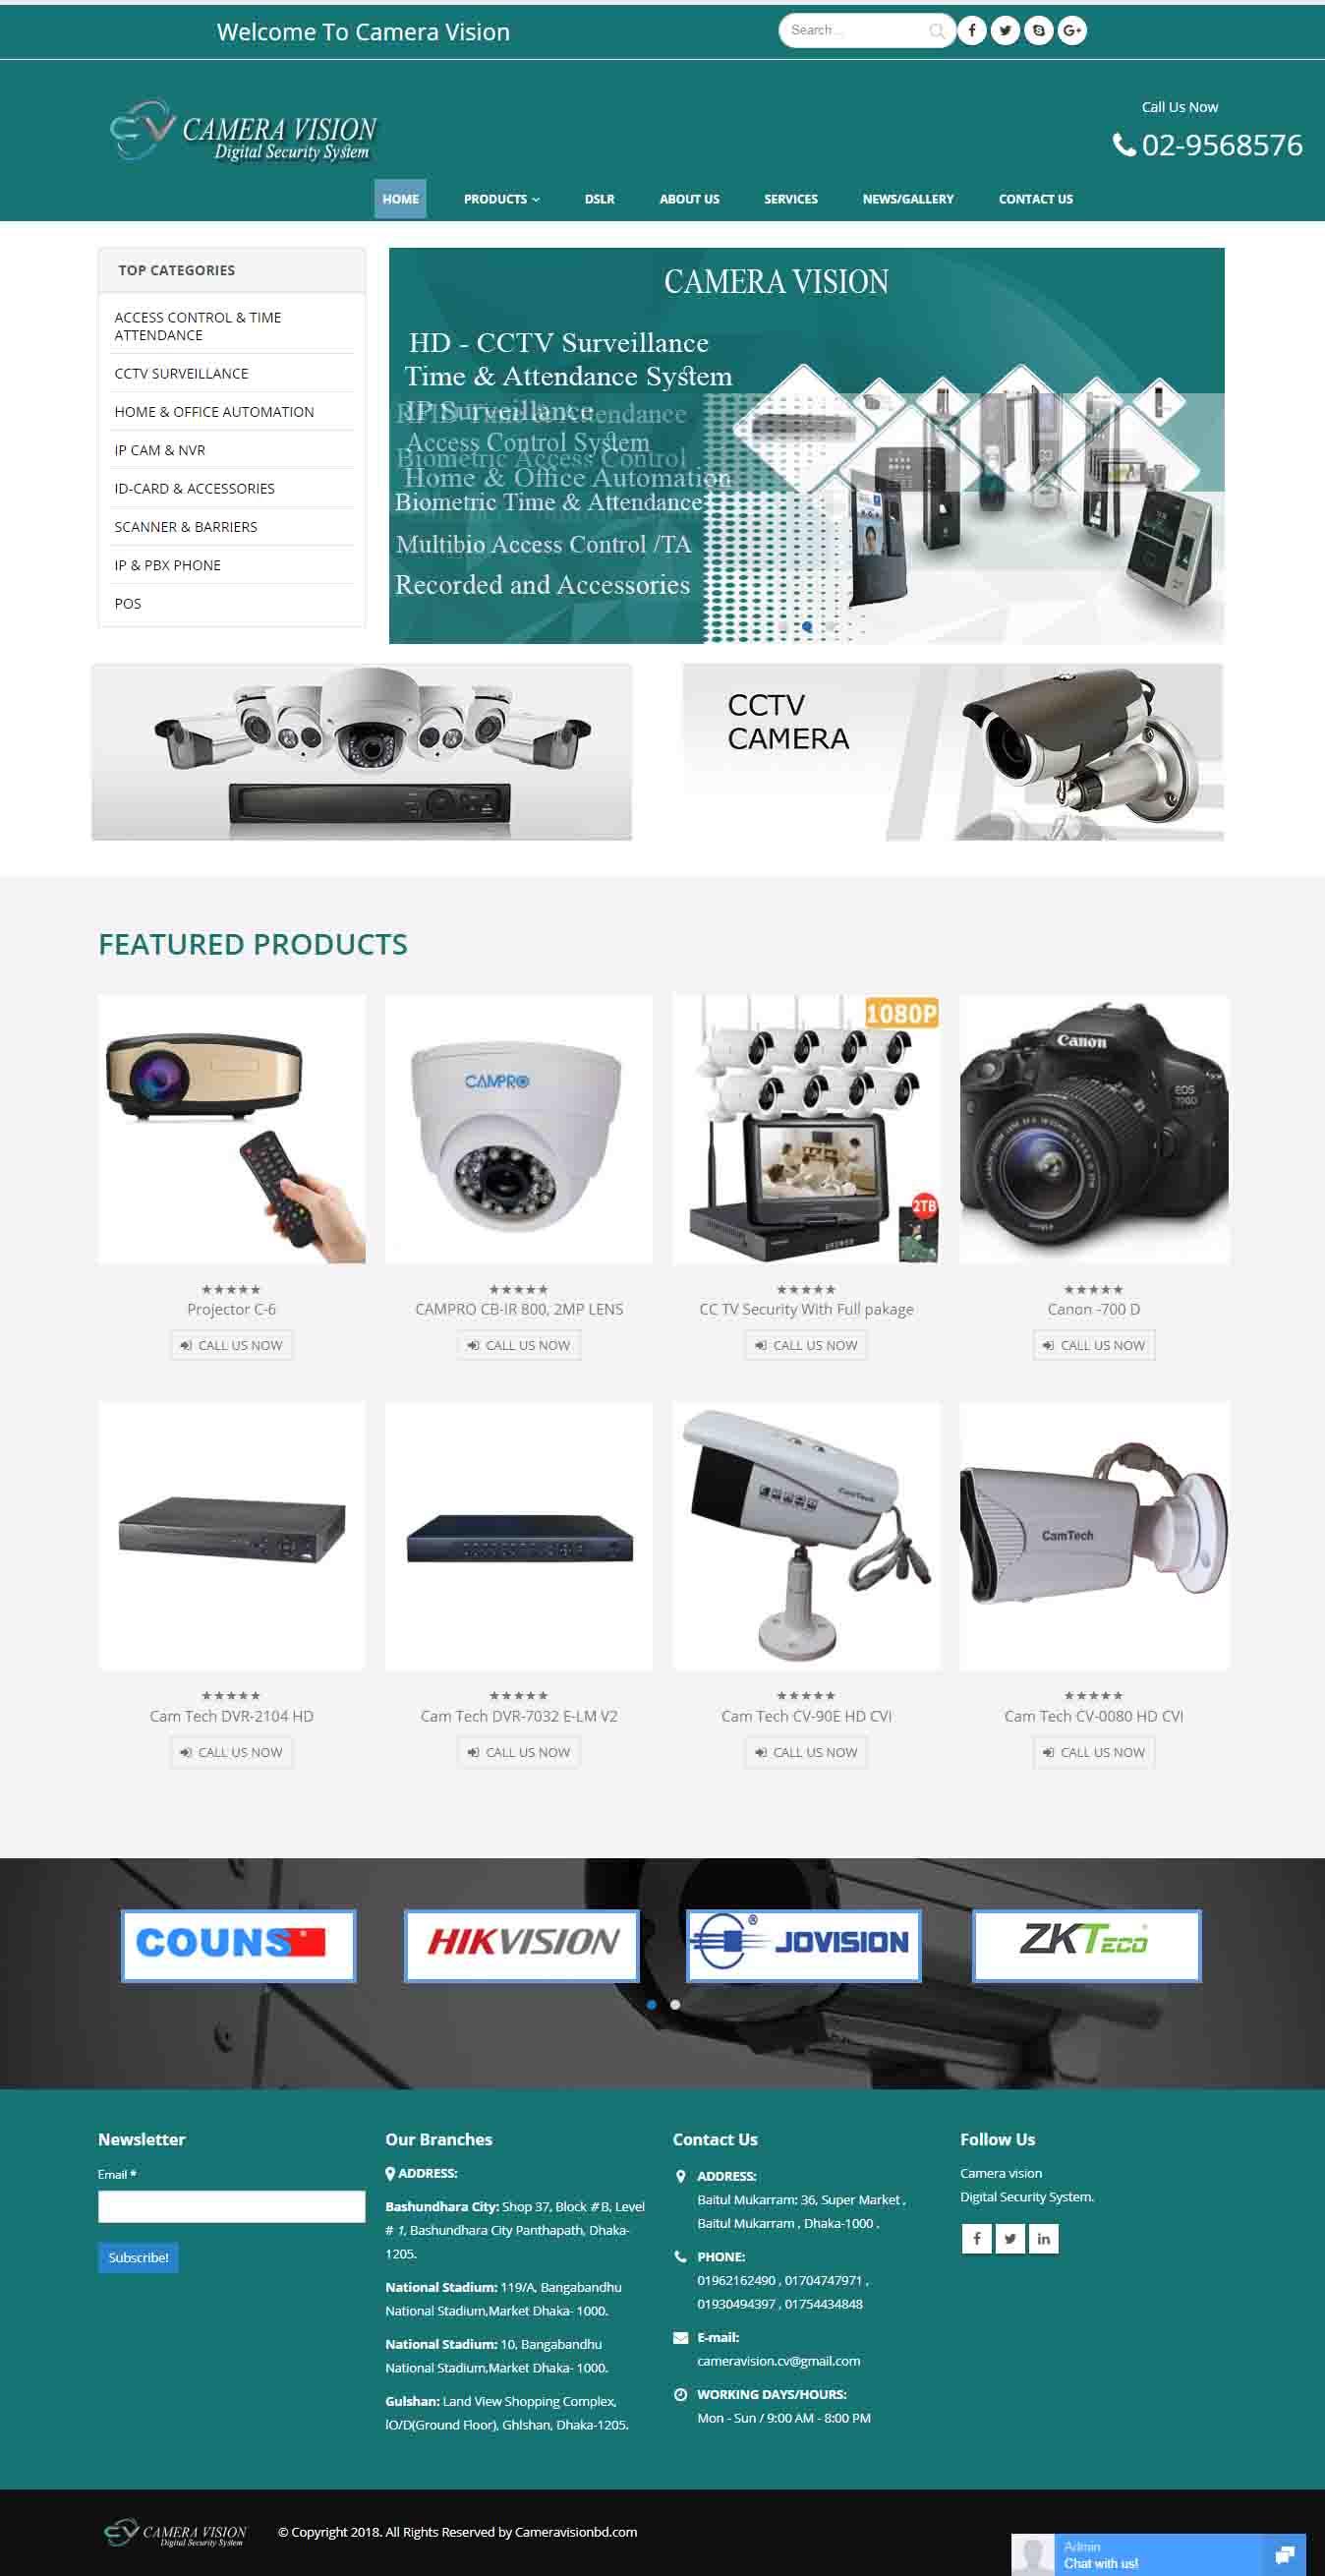 Welcome To Camera Vision
Search...
CAMERA VISION
Digital Security System
Call Us Now
02-9568576
HOME
PRODUCTS
DSLR
ABOUT US
SERVICES
NEWS/GALLERY
CONTACT US
TOP CATEGORIES
ACCESS CONTROL & TIME
ATTENDANCE
CCTV SURVEILLANCE
HOME & OFFICE AUTOMATION
IP CAM & NVR
ID-CARD & ACCESSORIES
SCANNER & BARRIERS
IP & PBX PHONE
POS
CAMERA VISION
HD - CCTV Surveillance
Time & Attendance System
IP Surveillance
RFID Time & Attendance
Access Control System
Biometric Access Control
Home & Office Automation
Biometric Time & Attendance
Multibio Access Control /TA
Recorded and Accessories
CCTV
CAMERA
FEATURED PRODUCTS
CAMPRO
1080P
2TB
Canon
EOS
700D
Projector C-6
CAMPRO CB-IR 800, 2MP LENS
CC TV Security With Full pakage
Canon -700 D
CALL US NOW
CALL US NOW
CALL US NOW
CALL US NOW
CamTech
CamTech
Cam Tech DVR-2104 HD
Cam Tech DVR-7032 E-LM V2
Cam Tech CV-90E HD CVI
Cam Tech CV-0080 HD CVI
CALL US NOW
CALL US NOW
CALL US NOW
CALL US NOW
COUNS
HIKVISION
JOVISION
®
ZKTeco
Newsletter
Email *
Subscribe!
Our Branches
ADDRESS:
Bashundhara City: Shop 37, Block # B, Level
# 1, Bashundhara City Panthapath, Dhaka-
1205.
National Stadium: 119/A, Bangabandhu
National Stadium,Market Dhaka- 1000.
National Stadium: 10, Bangabandhu
National Stadium,Market Dhaka- 1000.
Gulshan: Land View Shopping Complex,
IO/D(Ground Floor), Ghlshan, Dhaka-1205.
Contact Us
ADDRESS:
Baitul Mukarram: 36, Super Market ,
Baitul Mukarram , Dhaka-1000 .
PHONE:
01962162490 , 01704747971 ,
01930494397 , 01754434848
E-mail:
cameravision.cv@gmail.com
WORKING DAYS/HOURS:
Mon - Sun / 9:00 AM - 8:00 PM
Follow Us
Camera vision
Digital Security System.
CAMERA VISION
Digital Security System
© Copyright 2018. All Rights Reserved by Cameravisionbd.com
Admin
Chat with us!